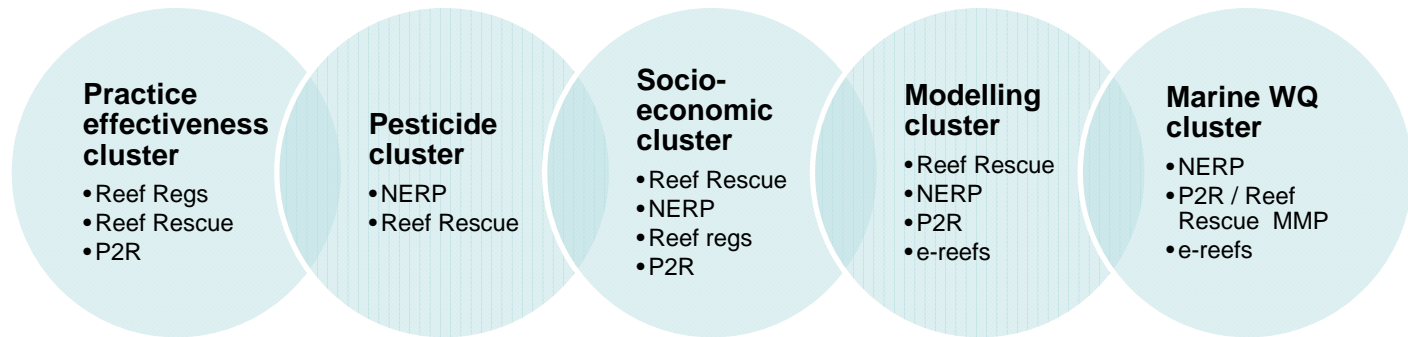 Practice
effectiveness
cluster
•Reef Regs
•Reef Rescue
•P2R
Pesticide
cluster
•NERP
•Reef Rescue
Socio-
economic
cluster
•Reef Rescue
•NERP
•Reef regs
•P2R
Modelling
cluster
•Reef Rescue
•NERP
•P2R
•e-reefs
Marine WQ
cluster
•NERP
•P2R / Reef
Rescue MMP
•e-reefs